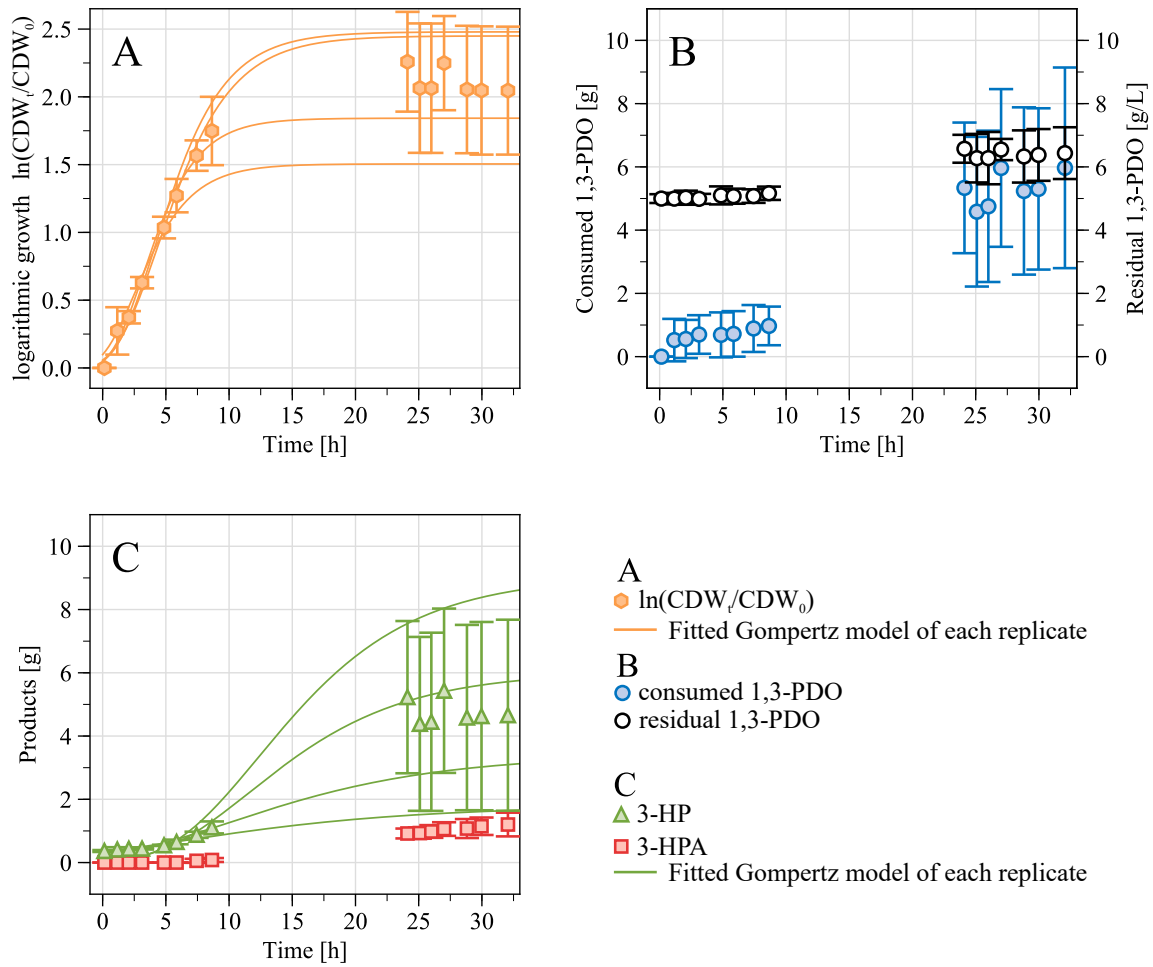 A
logarithmic growth ln(CDWₜ/CDW₀)
2.5
2.0
1.5
1.0
0.5
0.0
0 5 10 15 20 25 30
Time [h]
B
Consumed 1,3-PDO [g]
10
8
6
4
2
0
Residual 1,3-PDO [g/L]
10
8
6
4
2
0
0 5 10 15 20 25 30
Time [h]
C
Products [g]
10
8
6
4
2
0
0 5 10 15 20 25 30
Time [h]
A
ln(CDWₜ/CDW₀)
Fitted Gompertz model of each replicate
B
consumed 1,3-PDO
residual 1,3-PDO
C
3-HP
3-HPA
Fitted Gompertz model of each replicate